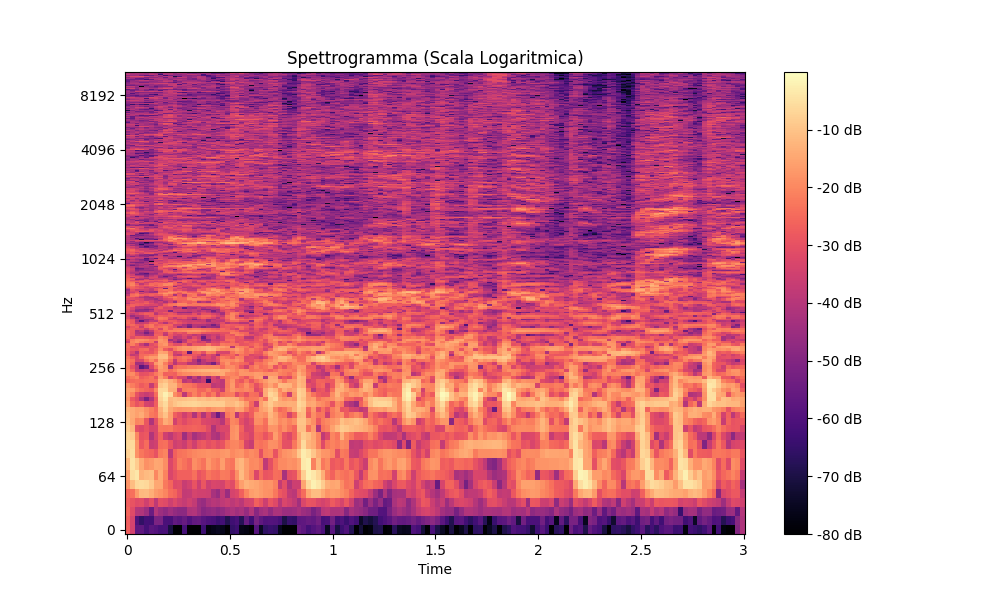 Spettrogramma (Scala Logaritmica)
Hz
8192
4096
2048
1024
512
256
128
64
0
0
0.5
1
1.5
2
2.5
3
Time
-10 dB
-20 dB
-30 dB
-40 dB
-50 dB
-60 dB
-70 dB
-80 dB